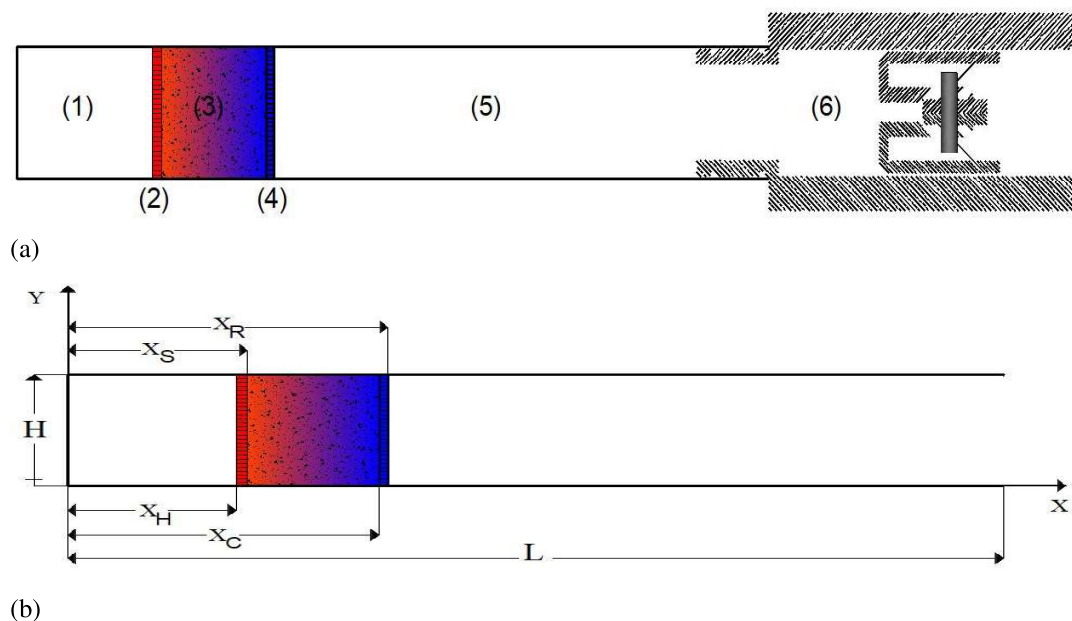 (1) (3) (5) (6)
(2) (4)
(a)
Y
X_R
X_S
H
X
X_H
X_C
L
(b)